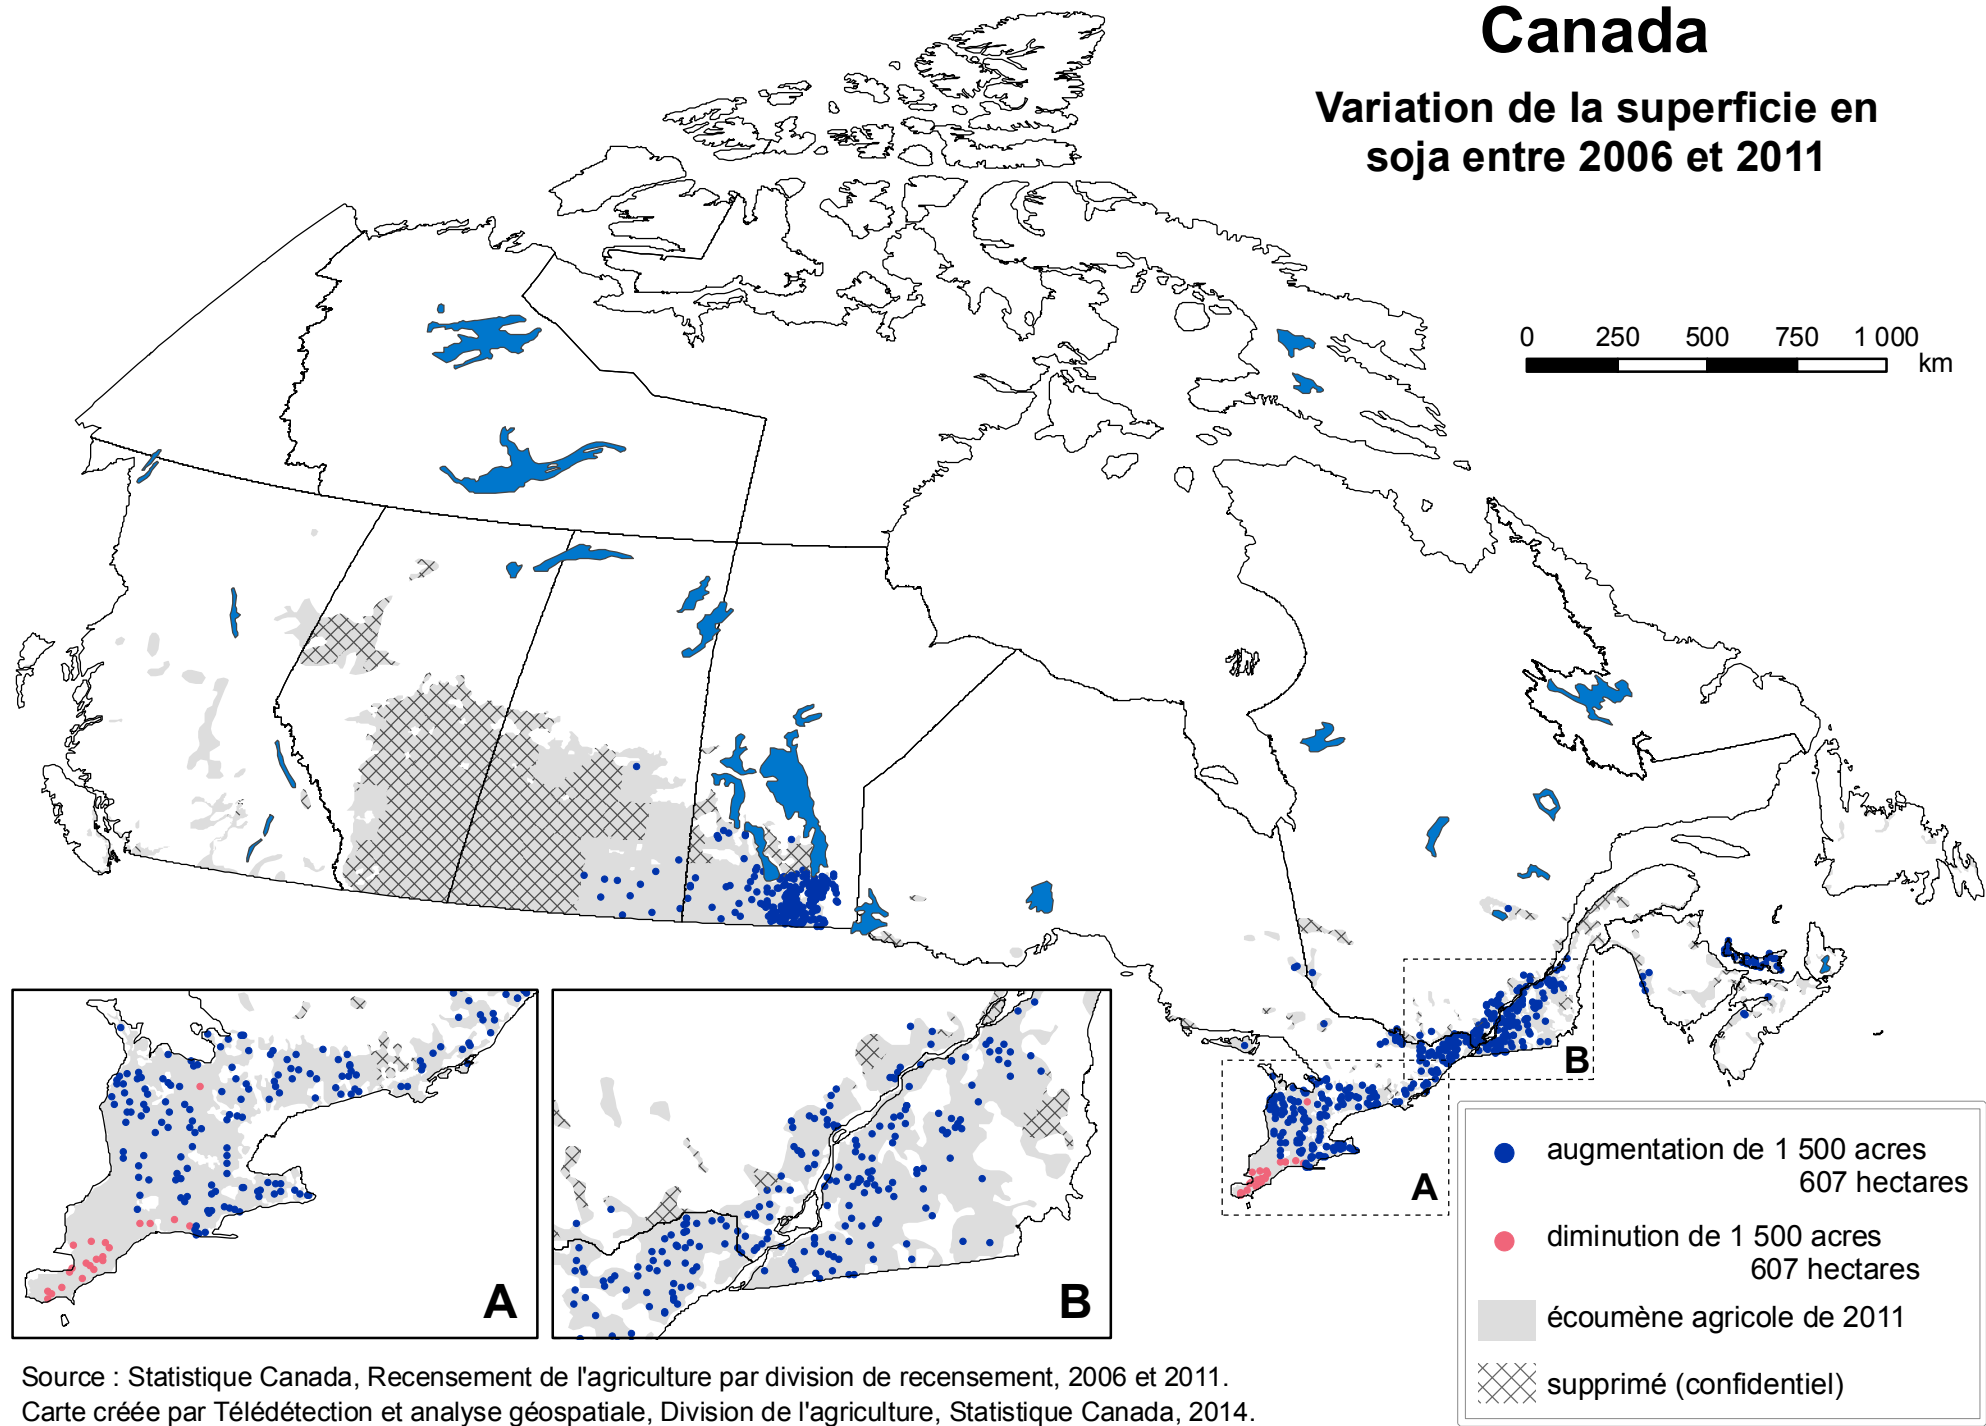 Canada
Variation de la superficie en
soja entre 2006 et 2011
0 250 500 750 1 000
km
A
B
A
B
augmentation de 1 500 acres
607 hectares
diminution de 1 500 acres
607 hectares
écoumène agricole de 2011
supprimé (confidentiel)
Source : Statistique Canada, Recensement de l'agriculture par division de recensement, 2006 et 2011.
Carte créée par Télédétection et analyse géospatiale, Division de l'agriculture, Statistique Canada, 2014.